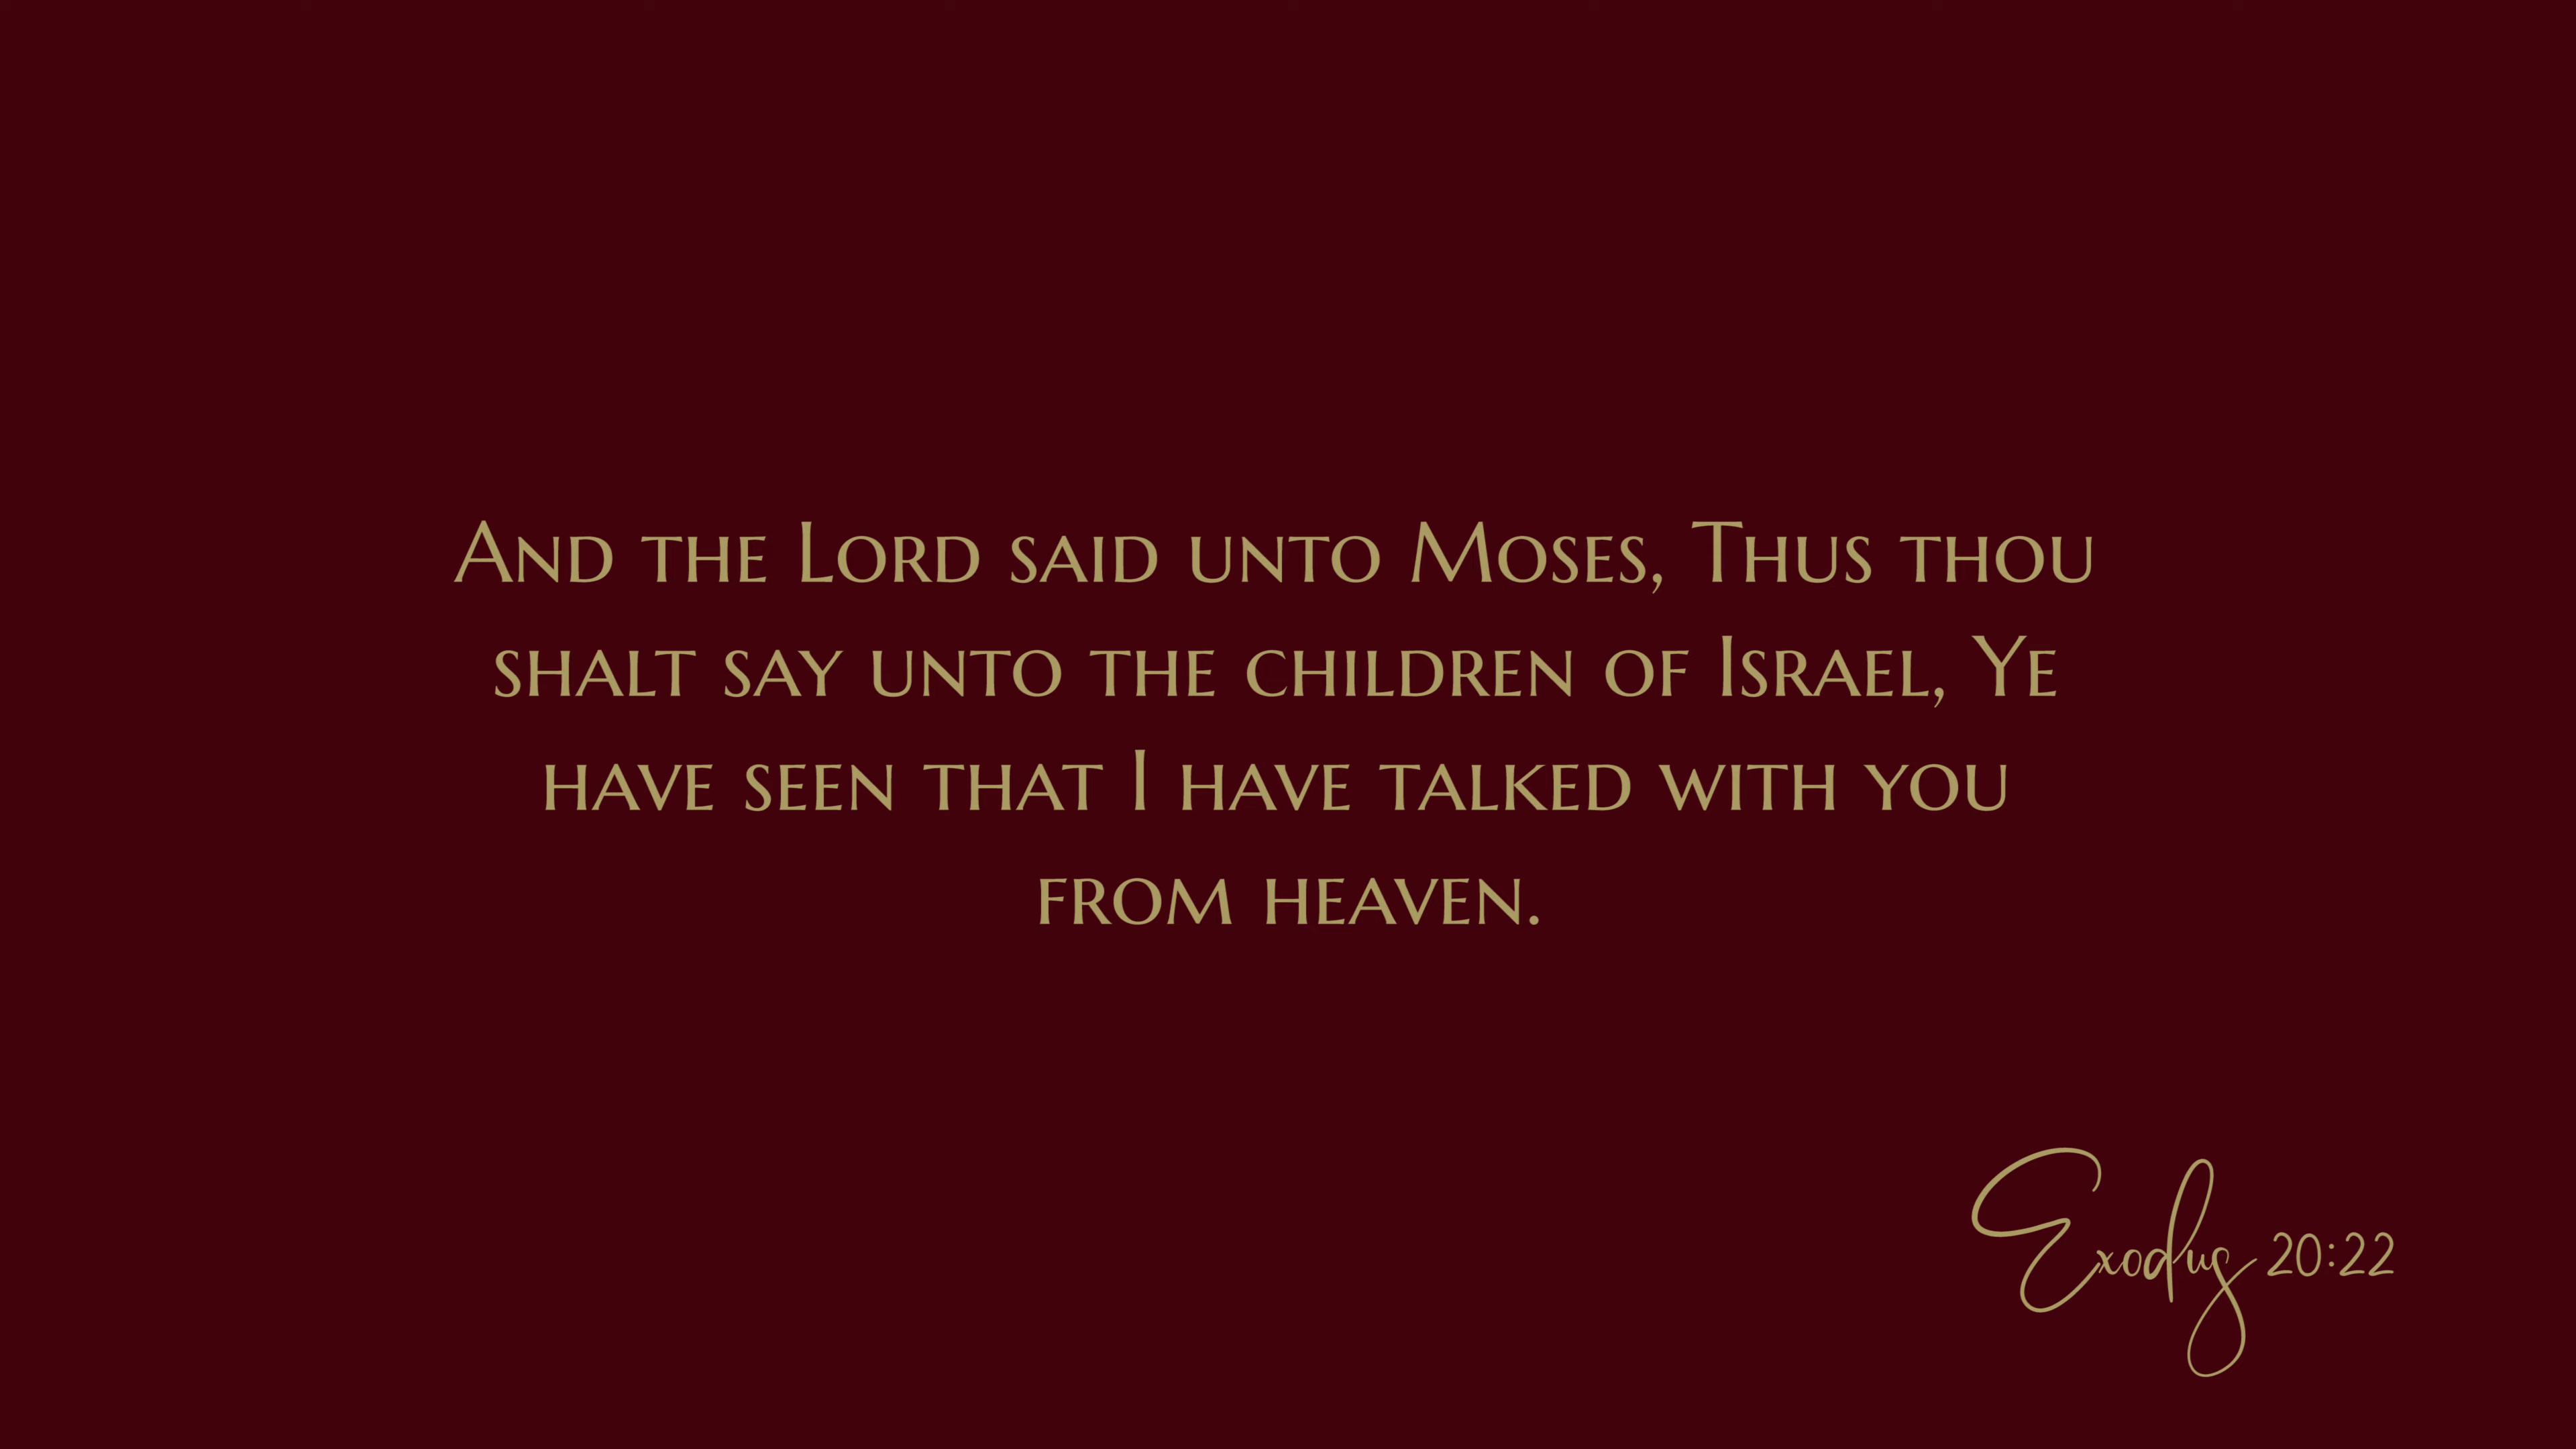 And the Lord said unto Moses, Thus thou
shalt say unto the children of Israel, Ye
have seen that I have talked with you
from heaven.
Exodus 20:22